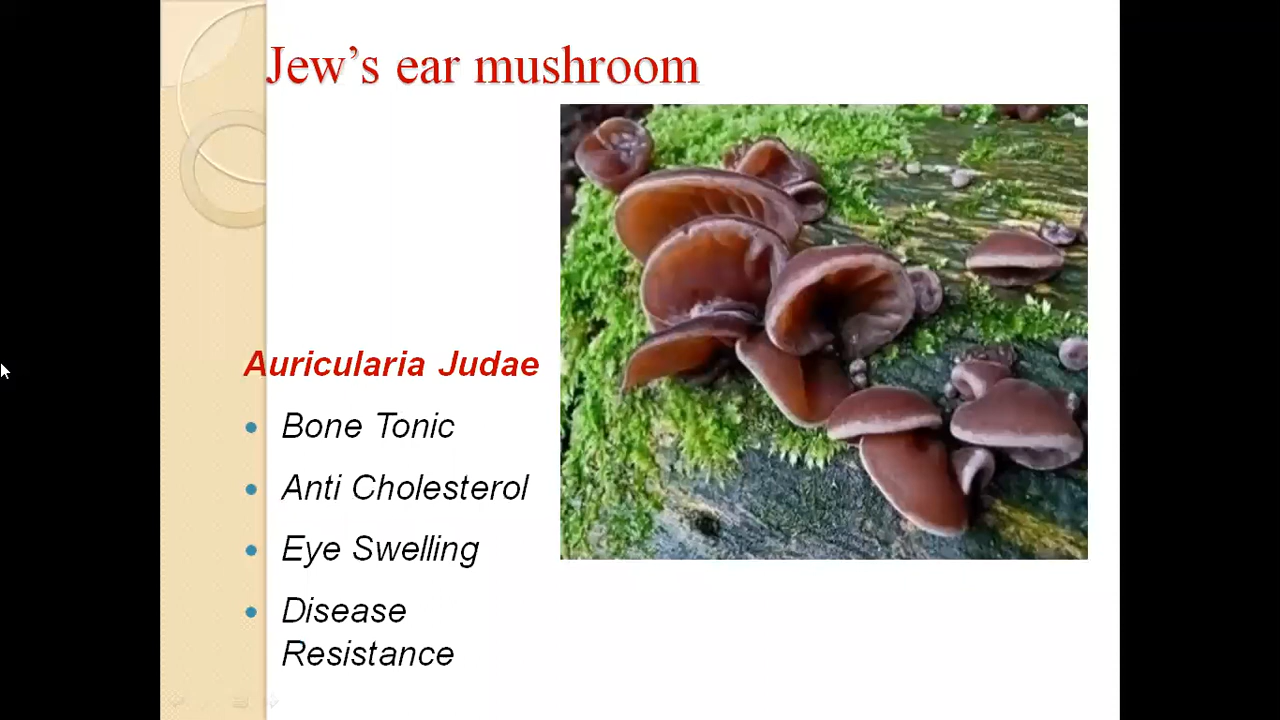 Jew’s ear mushroom
Auricularia Judae
Bone Tonic
Anti Cholesterol
Eye Swelling
Disease
Resistance